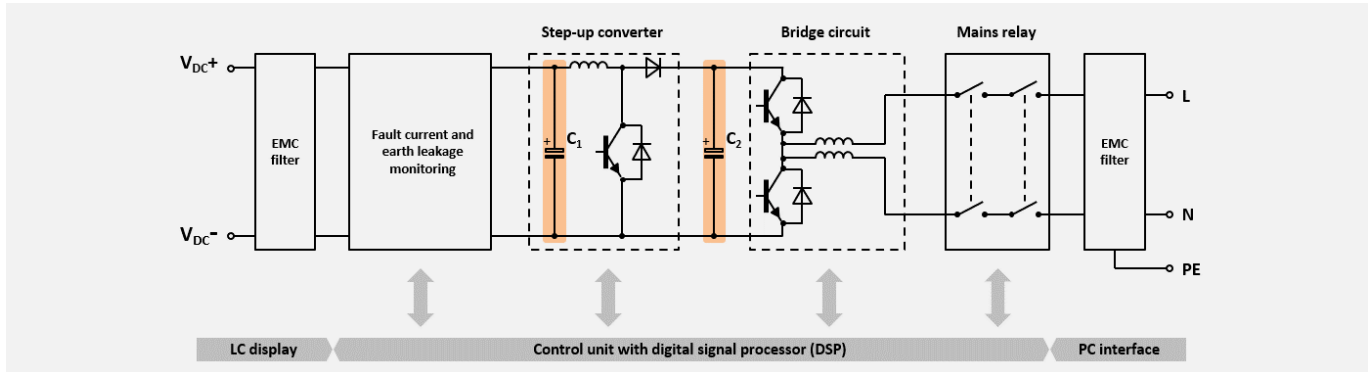 Step-up converter
Bridge circuit
Mains relay
VDC+
EMC
filter
Fault current and
earth leakage
monitoring
+
C1
+
C2
EMC
filter
L
N
VDC-
PE
LC display
Control unit with digital signal processor (DSP)
PC interface